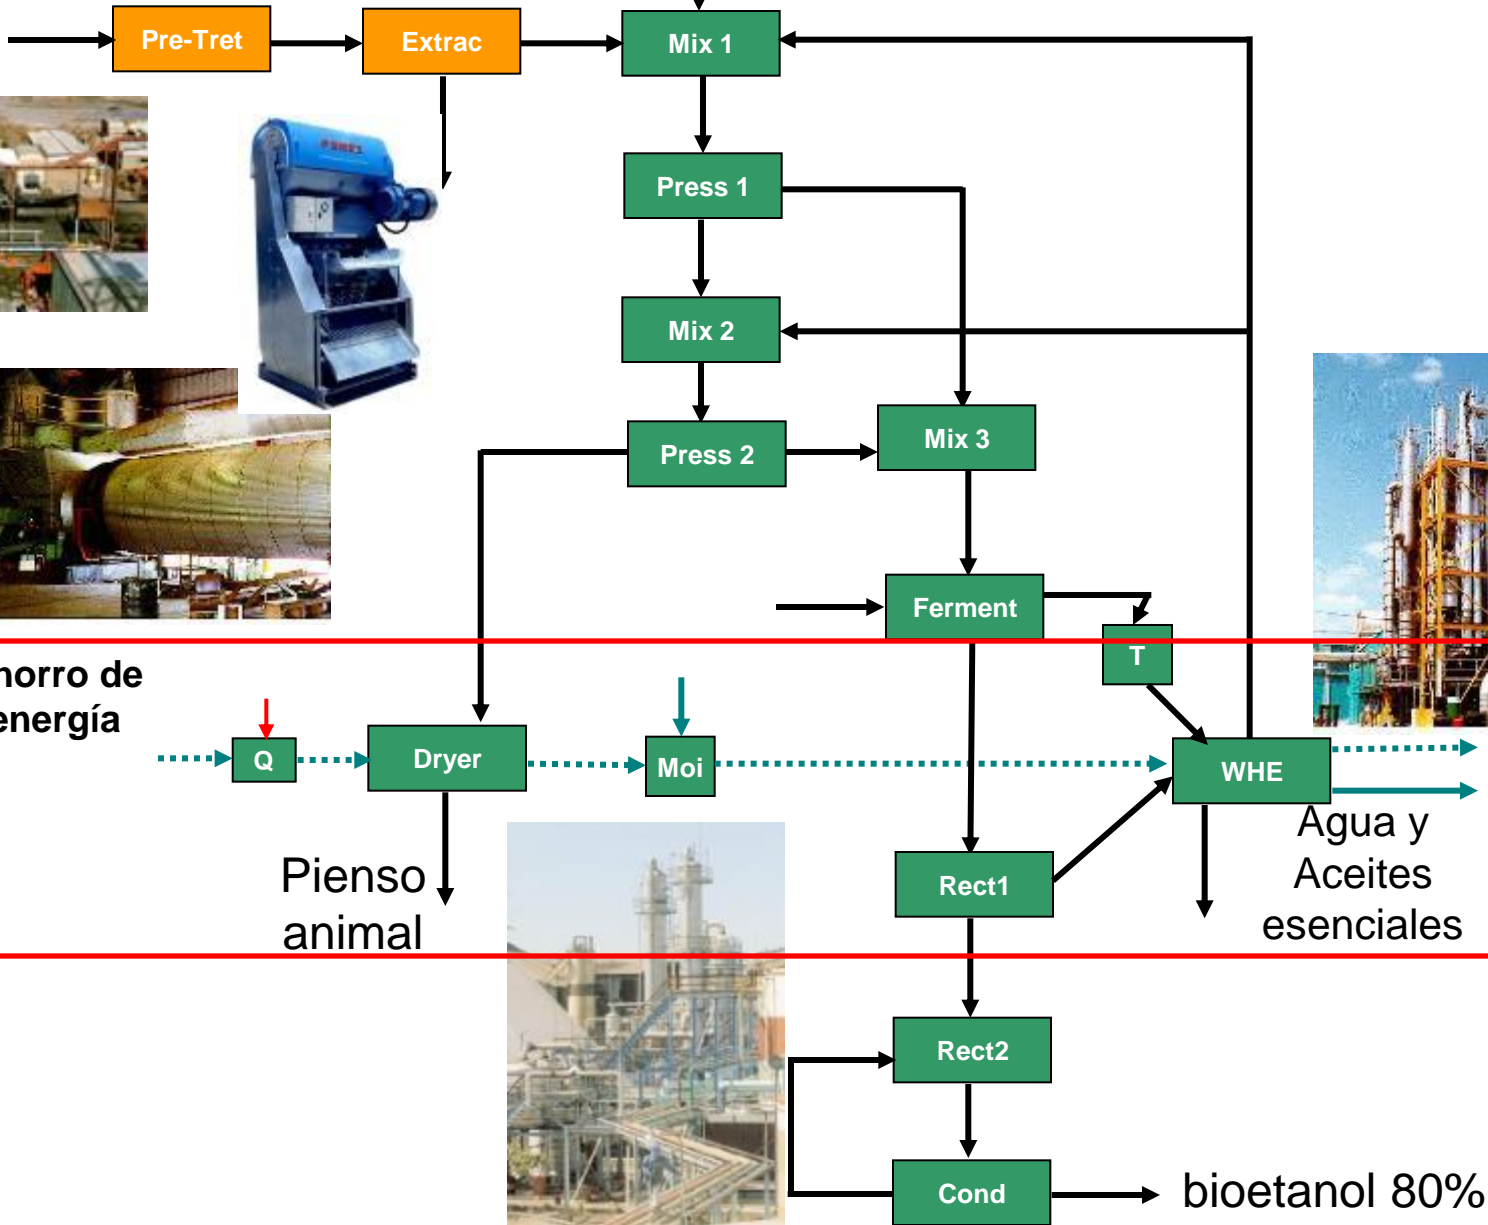 Pre-Tret
Extrac
Mix 1
Press 1
Mix 2
Press 2
Mix 3
Ferment
T
horro de
energía
Q
Dryer
Moi
WHE
Agua y
Aceites
esenciales
Pienso
animal
Rect1
Rect2
Cond
bioetanol 80%